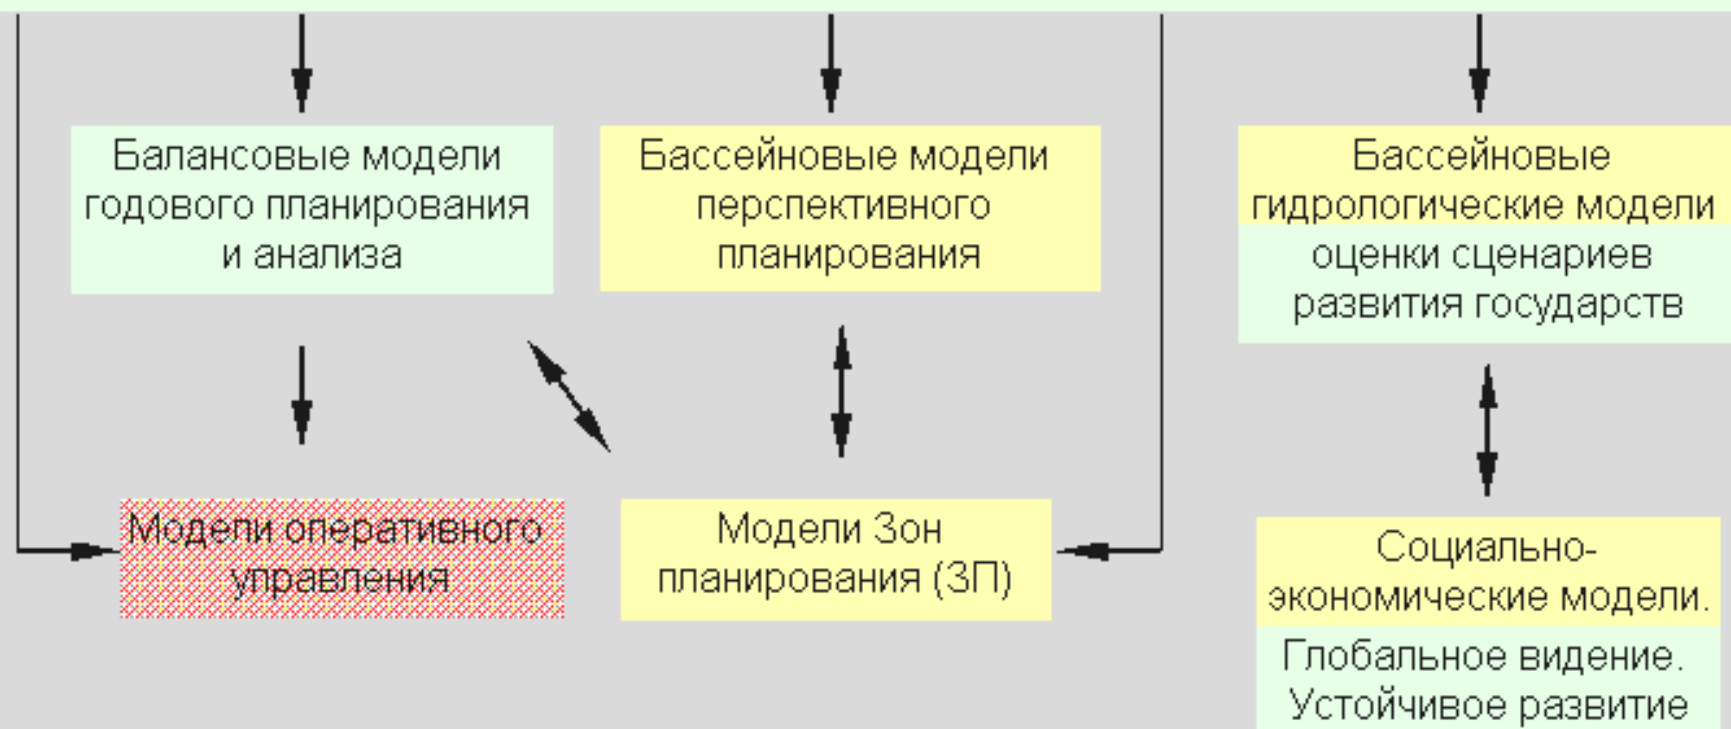 Балансовые модели
годового планирования
и анализа
Бассейновые модели
перспективного
планирования
Бассейновые
гидрологические модели
оценки сценариев
развития государств
Модели оперативного
управления
Модели Зон
планирования (ЗП)
Социально-
экономические модели.
Глобальное видение.
Устойчивое развитие